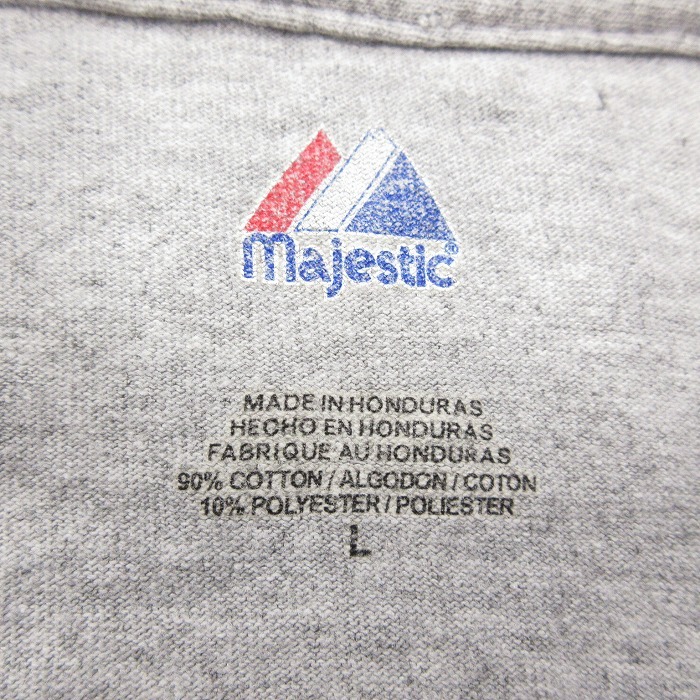 Majestic®
MADE IN HONDURAS
HECHO EN HONDURAS
FABRIQUE AU HONDURAS
90% COTTON / ALGODON / COTON
10% POLYESTER / POLIESTER
L